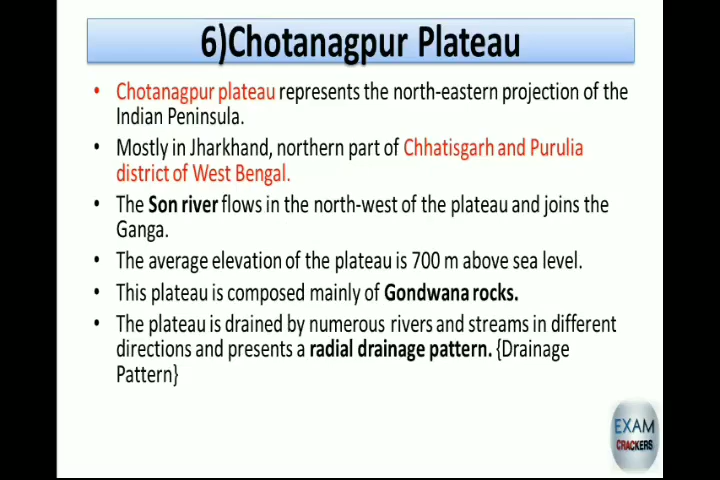 6)Chotanagpur Plateau
• Chotanagpur plateau represents the north-eastern projection of the
Indian Peninsula.
• Mostly in Jharkhand, northern part of Chhatisgarh and Purulia
district of West Bengal.
• The Son river flows in the north-west of the plateau and joins the
Ganga.
• The average elevation of the plateau is 700 m above sea level.
• This plateau is composed mainly of Gondwana rocks.
• The plateau is drained by numerous rivers and streams in different
directions and presents a radial drainage pattern. {Drainage
Pattern}
EXAM
CRACKERS